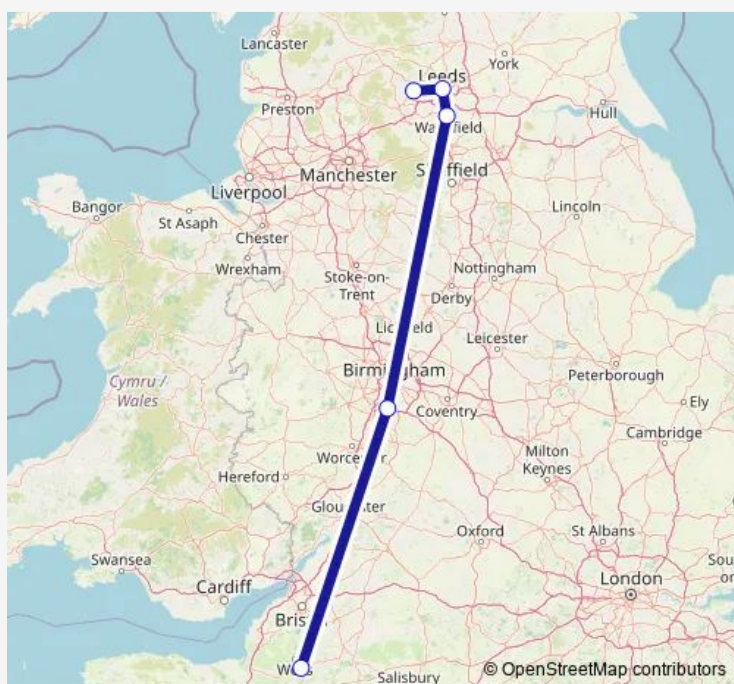 Lancaster
York
Leeds
Preston
Hull
Manchester
Liverpool
Bangor
St Asaph
Lincoln
Chester
Wrexham
Stoke-on-
Trent
Nottingham
Derby
Leicester
Birmingham
Peterborough
Cymru /
Wales
Coventry
Ely
Cambridge
Milton
Keynes
Hereford
Oxford
St Albans
Swansea
London
Cardiff
Salisbury
© OpenStreetMap contributors